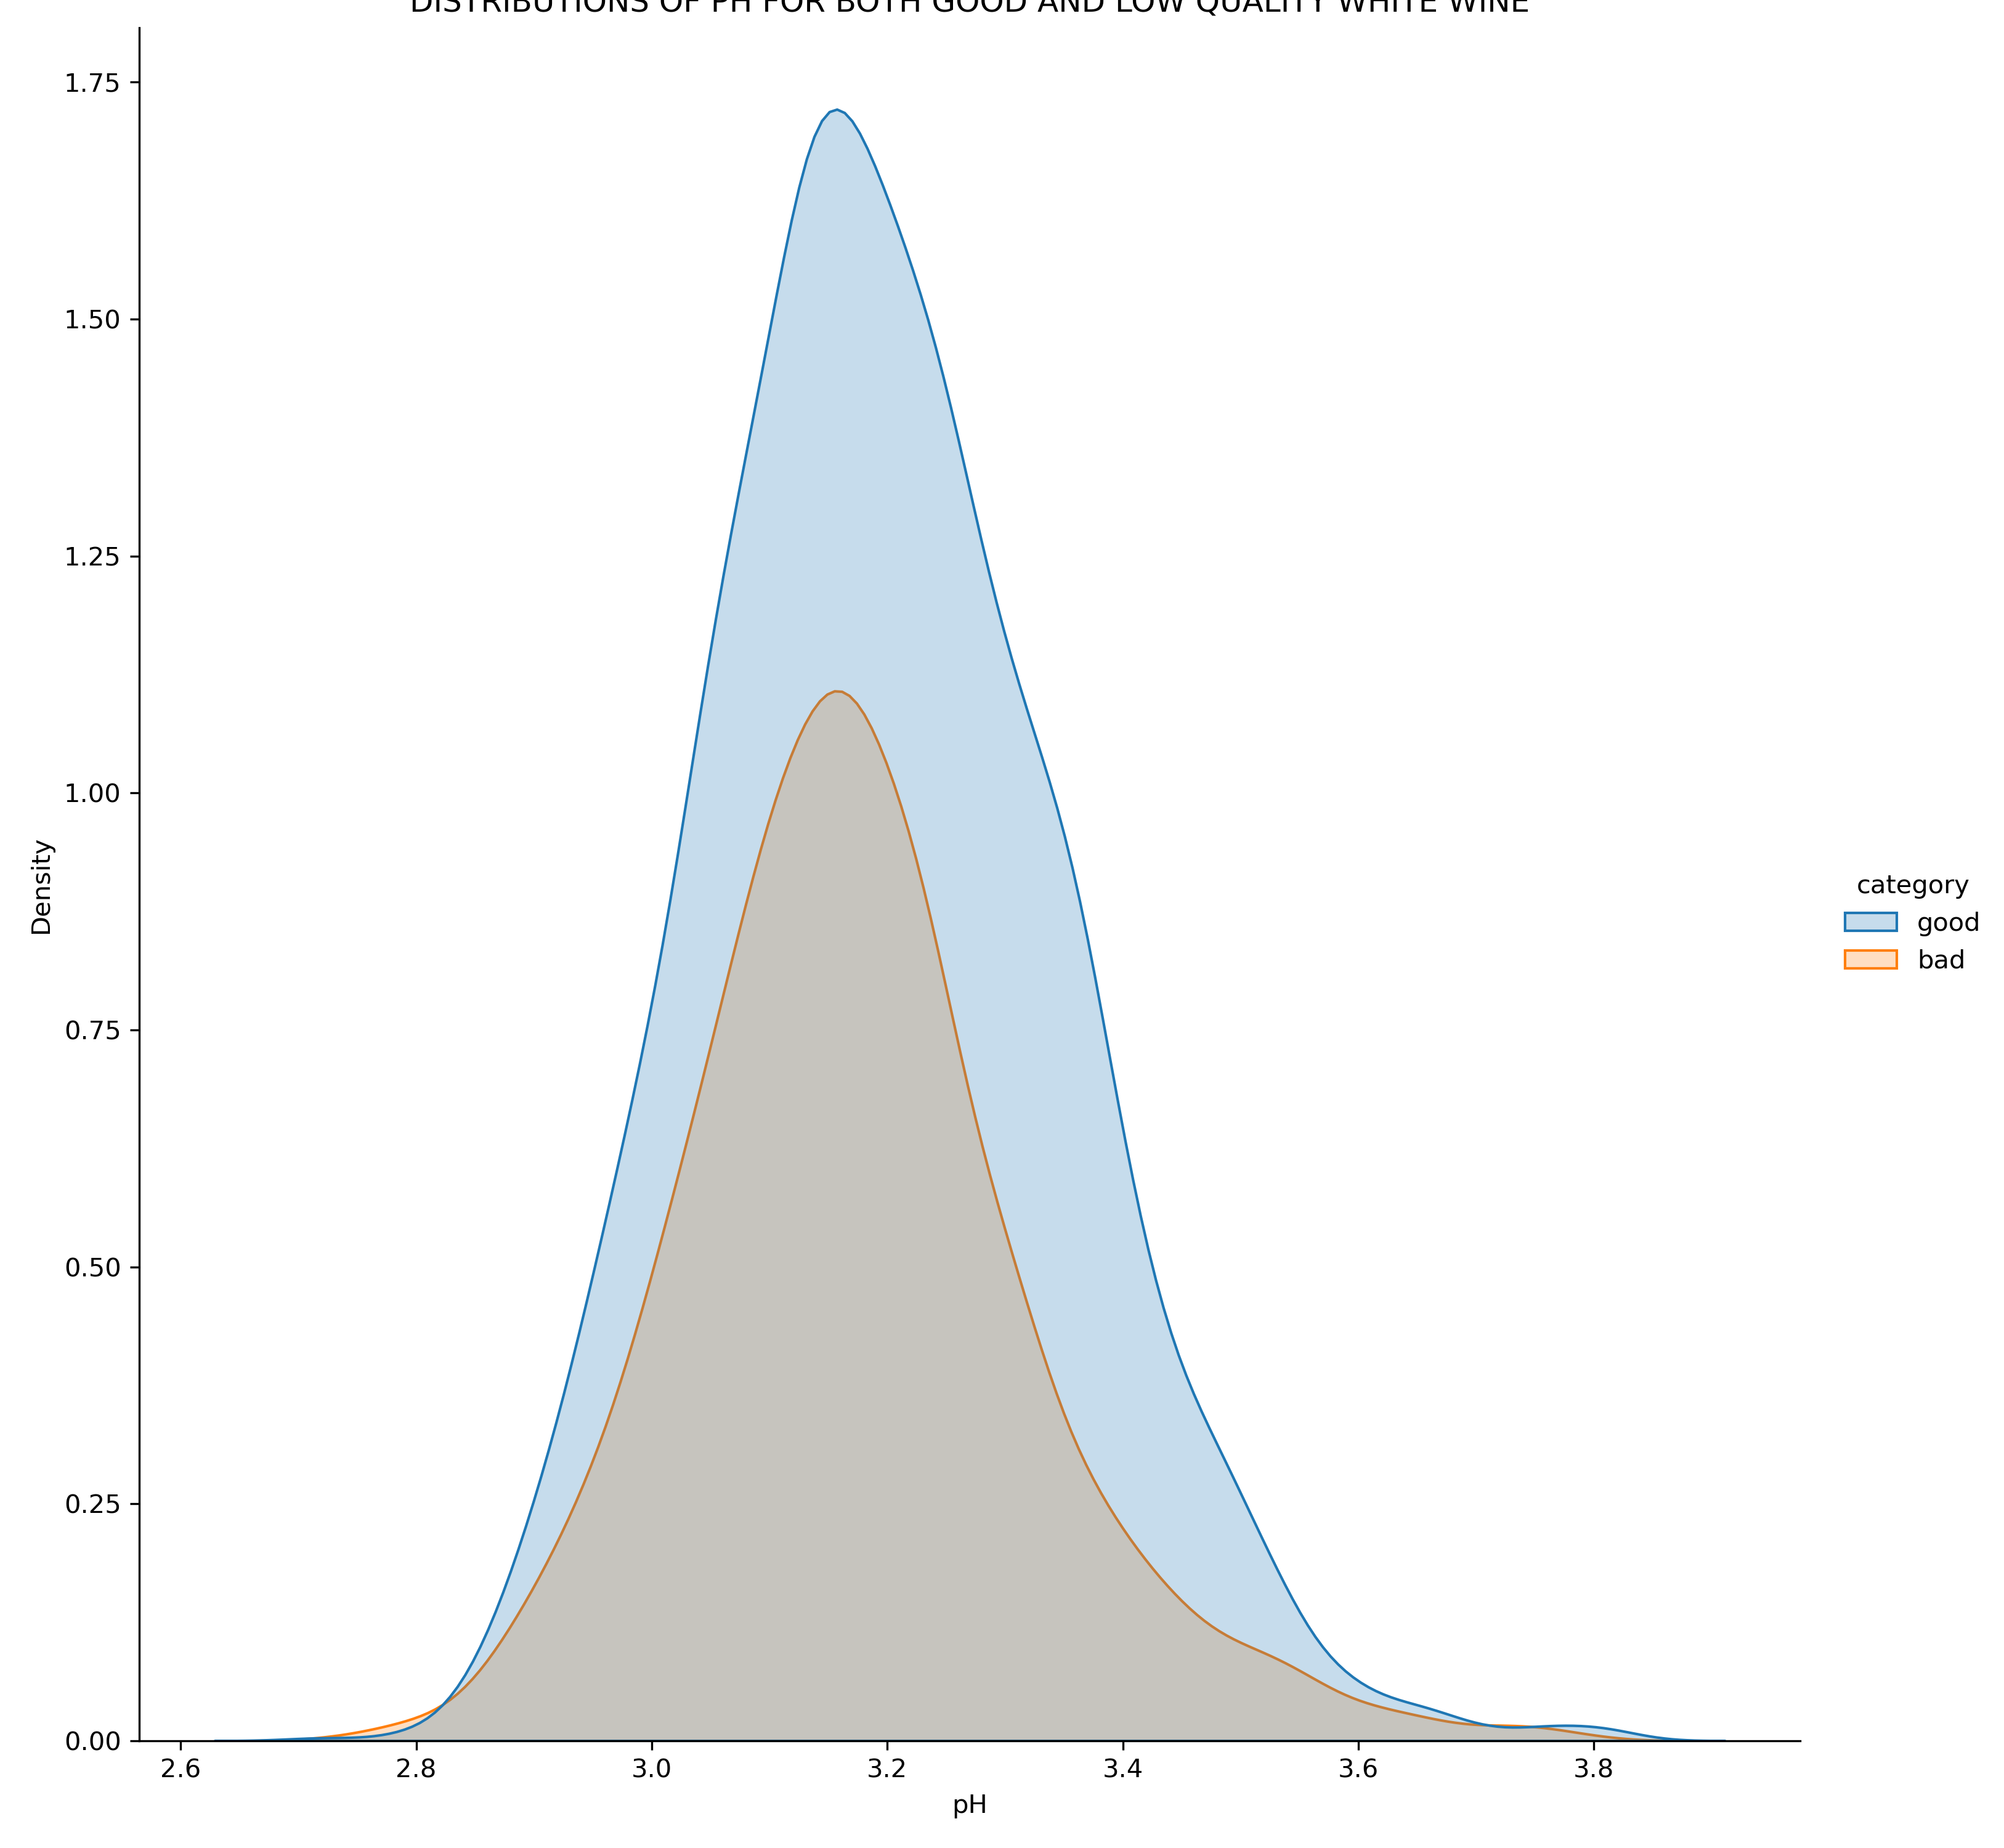 DISTRIBUTIONS OF PH FOR BOTH GOOD AND LOW QUALITY WHITE WINE
1.75
1.50
1.25
1.00
0.75
0.50
0.25
0.00
Density
2.6 2.8 3.0 3.2 3.4 3.6 3.8
pH
category
good
bad